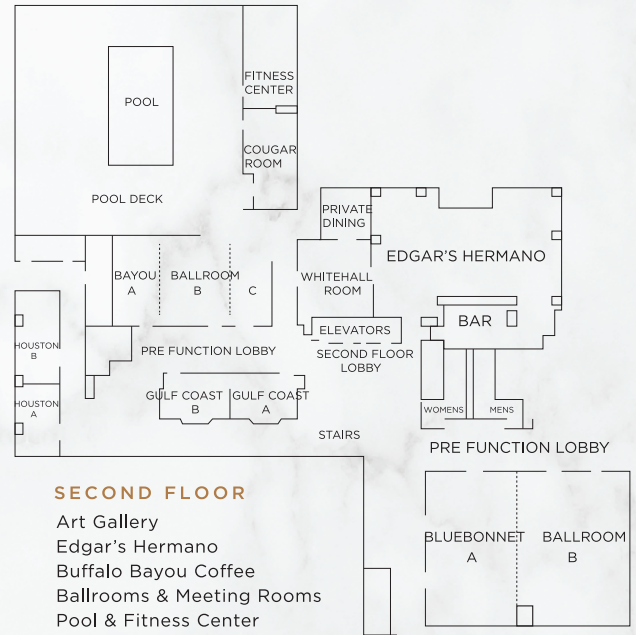 FITNESS
CENTER
POOL
COUGAR
ROOM
POOL DECK
PRIVATE
DINING
EDGAR'S HERMANO
BAYOU
A
BALLROOM
B
C
WHITEHALL
ROOM
BAR
ELEVATORS
HOUSTON
B
PRE FUNCTION LOBBY
SECOND FLOOR
LOBBY
GULF COAST
B
GULF COAST
A
HOUSTON
A
WOMENS
MENS
STAIRS
PRE FUNCTION LOBBY
BLUEBONNET
A
BALLROOM
B
SECOND FLOOR
Art Gallery
Edgar's Hermano
Buffalo Bayou Coffee
Ballrooms & Meeting Rooms
Pool & Fitness Center